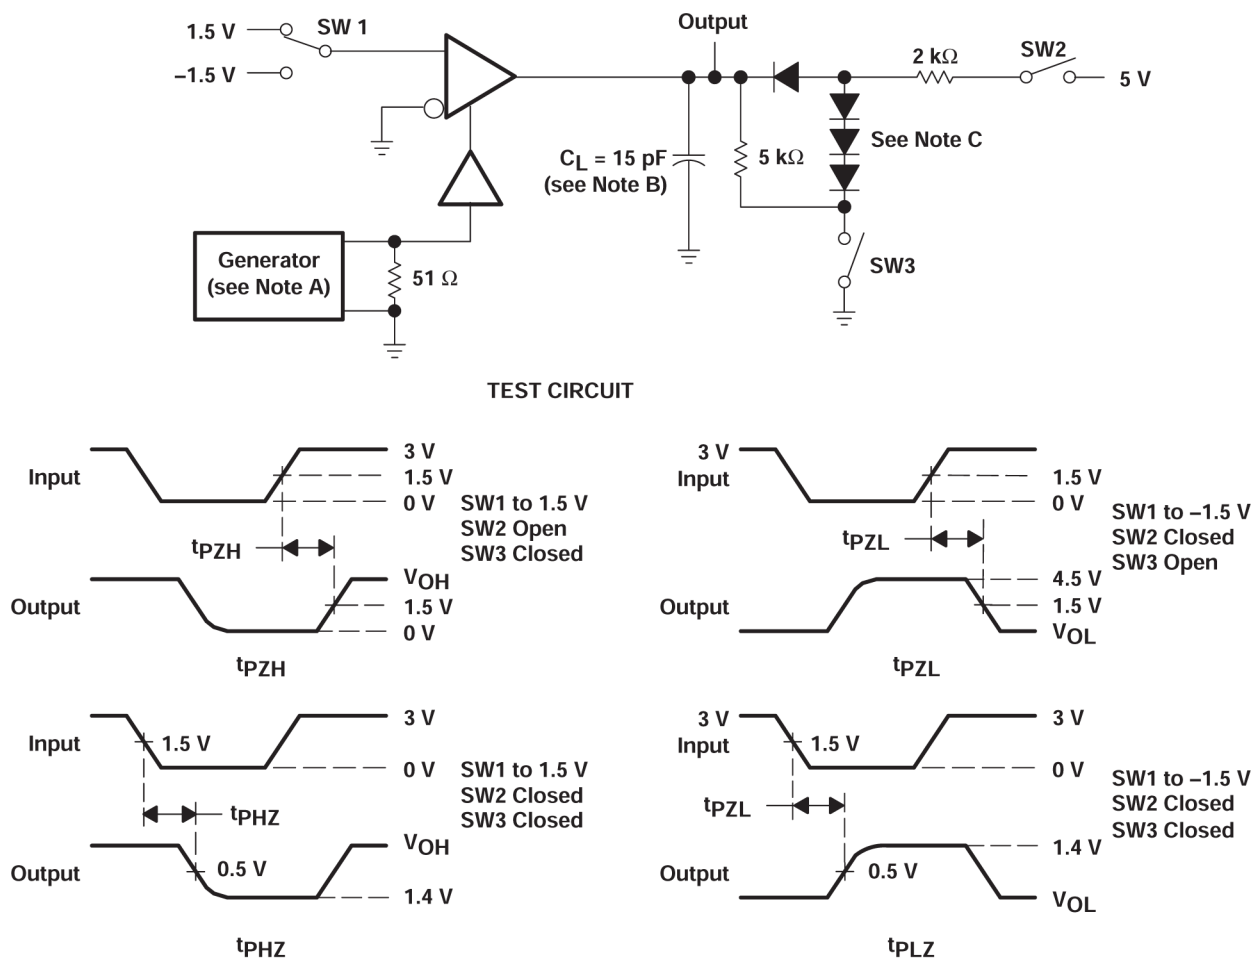 Output
1.5 V
SW 1
–1.5 V
2 kΩ
SW2
5 V
See Note C
CL = 15 pF
(see Note B)
5 kΩ
SW3
Generator
(see Note A)
51 Ω
TEST CIRCUIT
Input
3 V
1.5 V
0 V
SW1 to 1.5 V
SW2 Open
SW3 Closed
tPZH
Output
VOH
1.5 V
0 V
tPZH
3 V
Input
1.5 V
0 V
SW1 to –1.5 V
SW2 Closed
SW3 Open
tPZL
Output
4.5 V
1.5 V
VOL
tPZL
Input
3 V
1.5 V
0 V
SW1 to 1.5 V
SW2 Closed
SW3 Closed
tPHZ
Output
VOH
0.5 V
1.4 V
tPHZ
3 V
Input
3 V
1.5 V
0 V
SW1 to –1.5 V
SW2 Closed
SW3 Closed
tPZL
Output
1.4 V
0.5 V
VOL
tPLZ